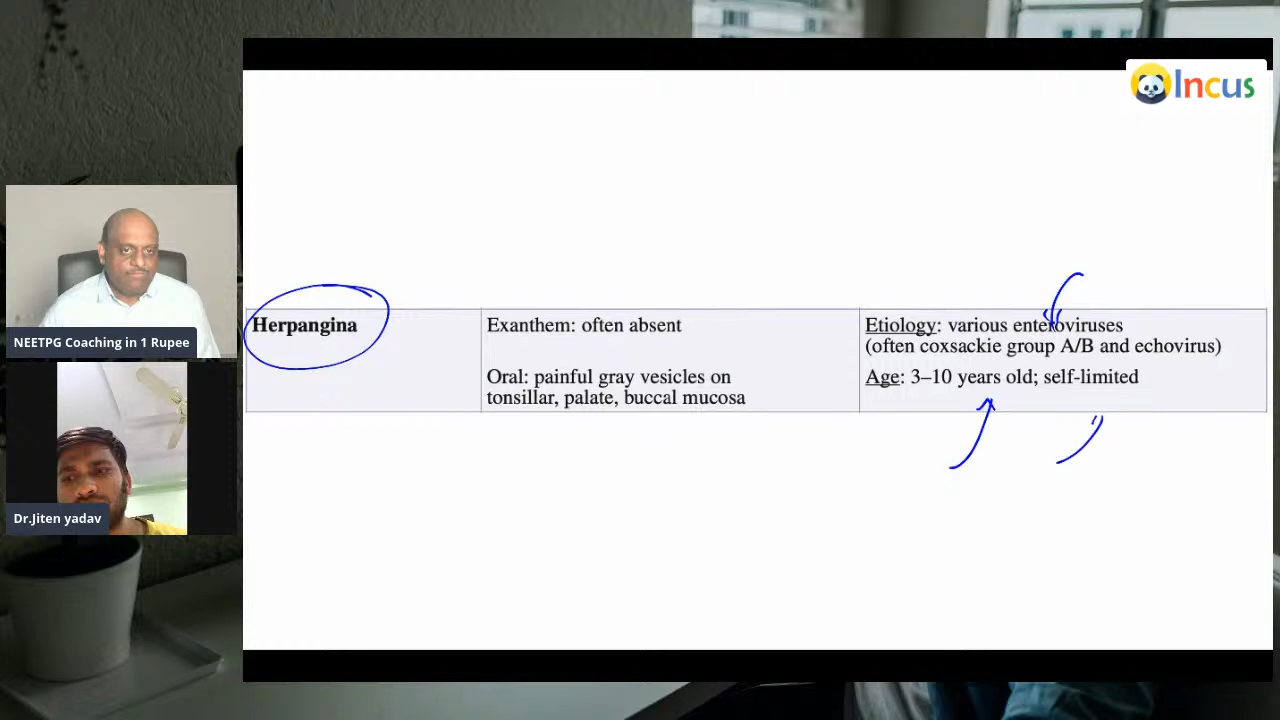 Incus
NEETPG Coaching in 1 Rupee
Dr.Jiten yadav
Herpangina
Exanthem: often absent
Oral: painful gray vesicles on
tonsillar, palate, buccal mucosa
Etiology: various enteroviruses
(often coxsackie group A/B and echovirus)
Age: 3–10 years old; self-limited